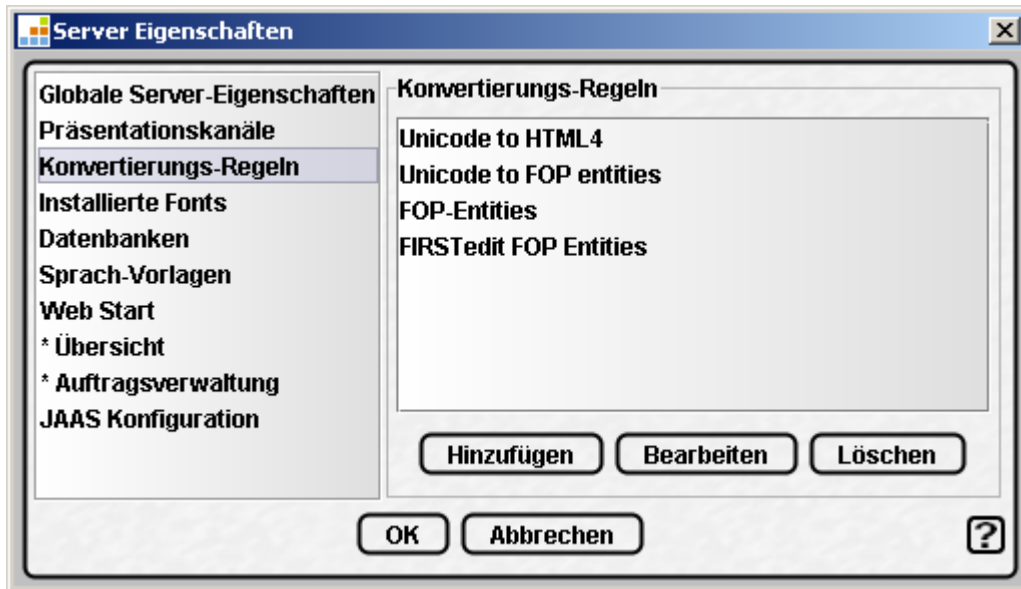 Server Eigenschaften
Globale Server-Eigenschaften
Präsentationskanäle
Konvertierungs-Regeln
Installierte Fonts
Datenbanken
Sprach-Vorlagen
Web Start
* Übersicht
* Auftragsverwaltung
JAAS Konfiguration
Konvertierungs-Regeln
Unicode to HTML4
Unicode to FOP entities
FOP-Entities
FIRSTedit FOP Entities
Hinzufügen Bearbeiten Löschen
OK Abbrechen ?